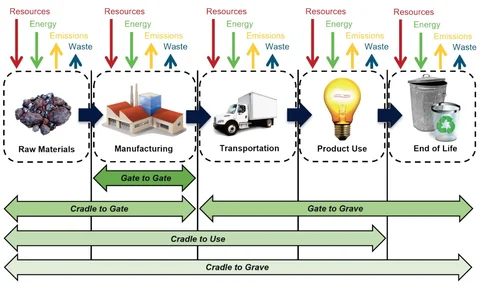 Resources
Energy
Emissions
Waste
Resources
Energy
Emissions
Waste
Resources
Energy
Emissions
Waste
Resources
Energy
Emissions
Waste
Resources
Energy
Emissions
Waste
Raw Materials
Manufacturing
Transportation
Product Use
End of Life
Gate to Gate
Cradle to Gate
Gate to Grave
Cradle to Use
Cradle to Grave